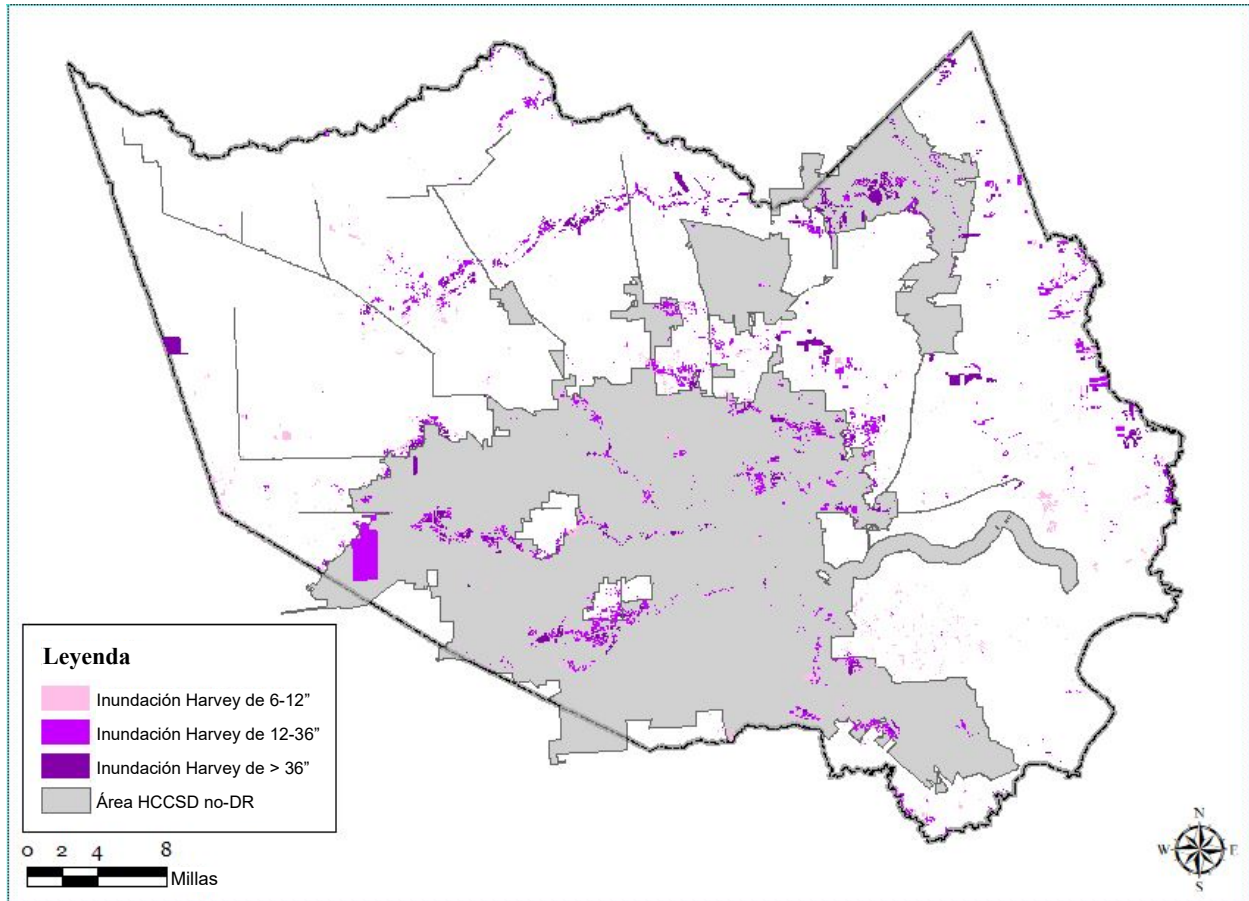 Leyenda
Inundación Harvey de 6-12”
Inundación Harvey de 12-36”
Inundación Harvey de > 36”
Área HCCSD no-DR
0 2 4 8
Millas
N
W E
S